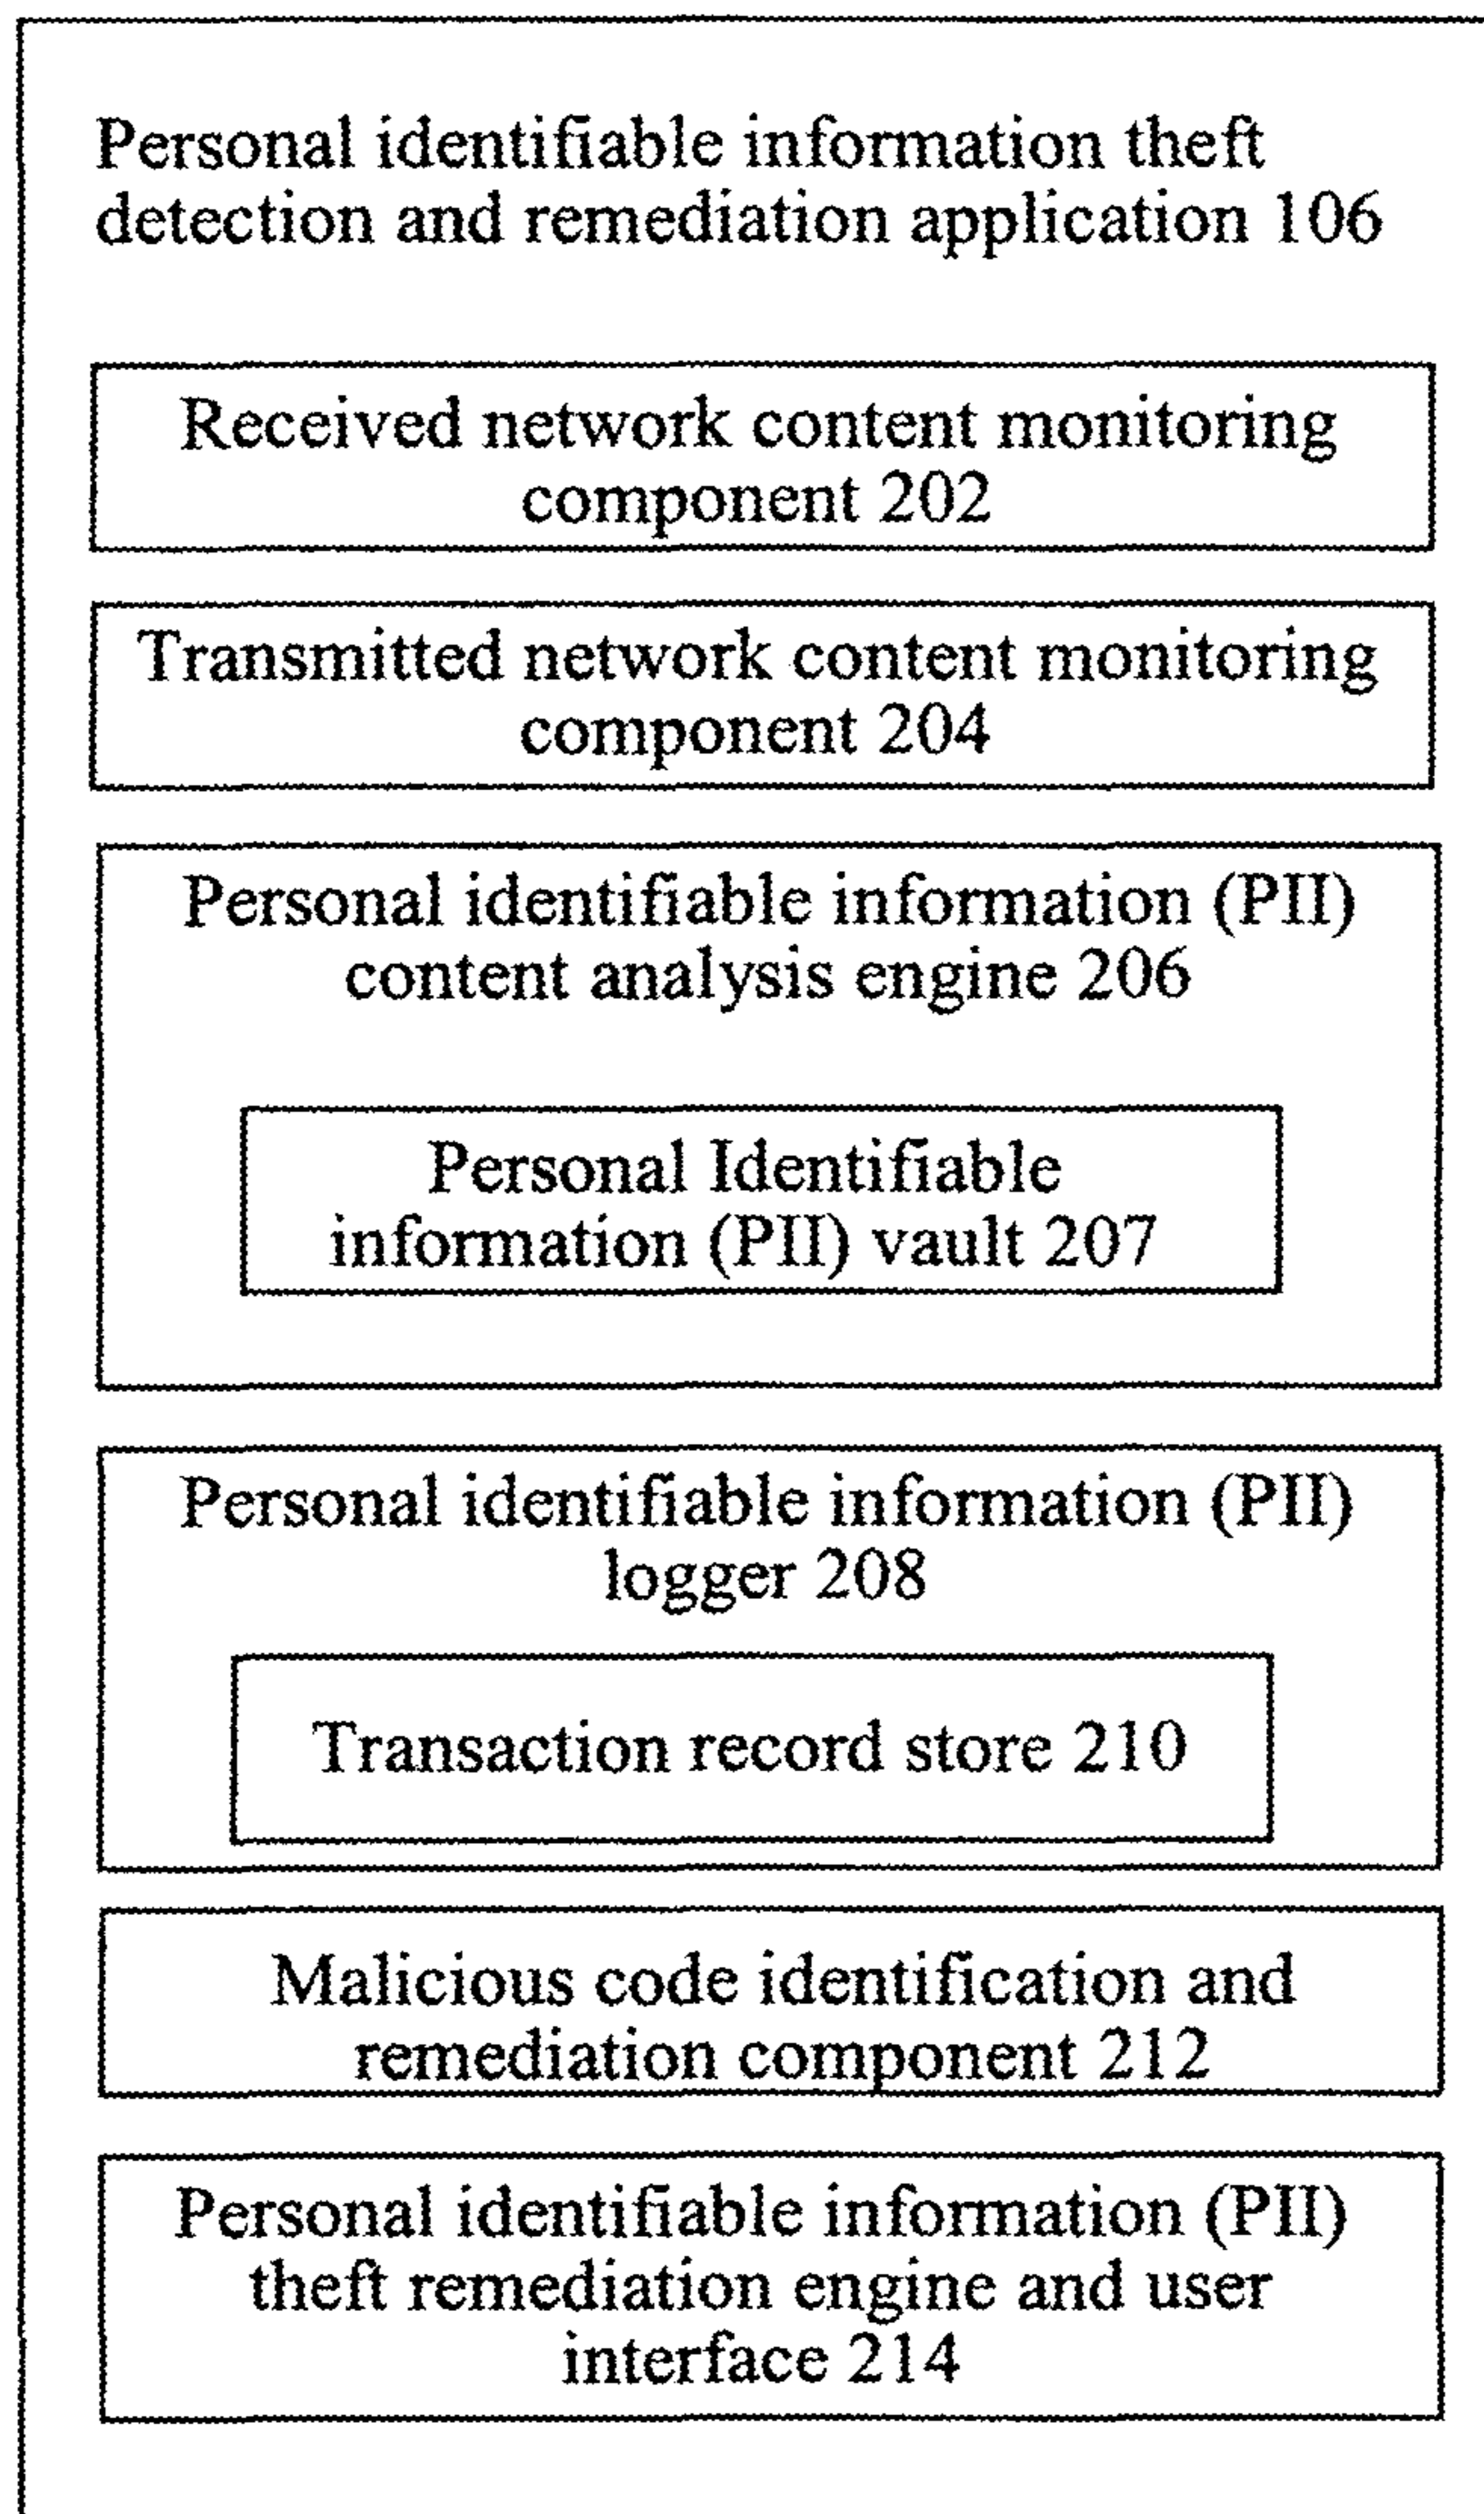 Personal identifiable information theft
detection and remediation application 106
Received network content monitoring
component 202
Transmitted network content monitoring
component 204
Personal identifiable information (PII)
content analysis engine 206
Personal Identifiable
information (PII) vault 207
Personal identifiable information (PII)
logger 208
Transaction record store 210
Malicious code identification and
remediation component 212
Personal identifiable information (PII)
theft remediation engine and user
interface 214